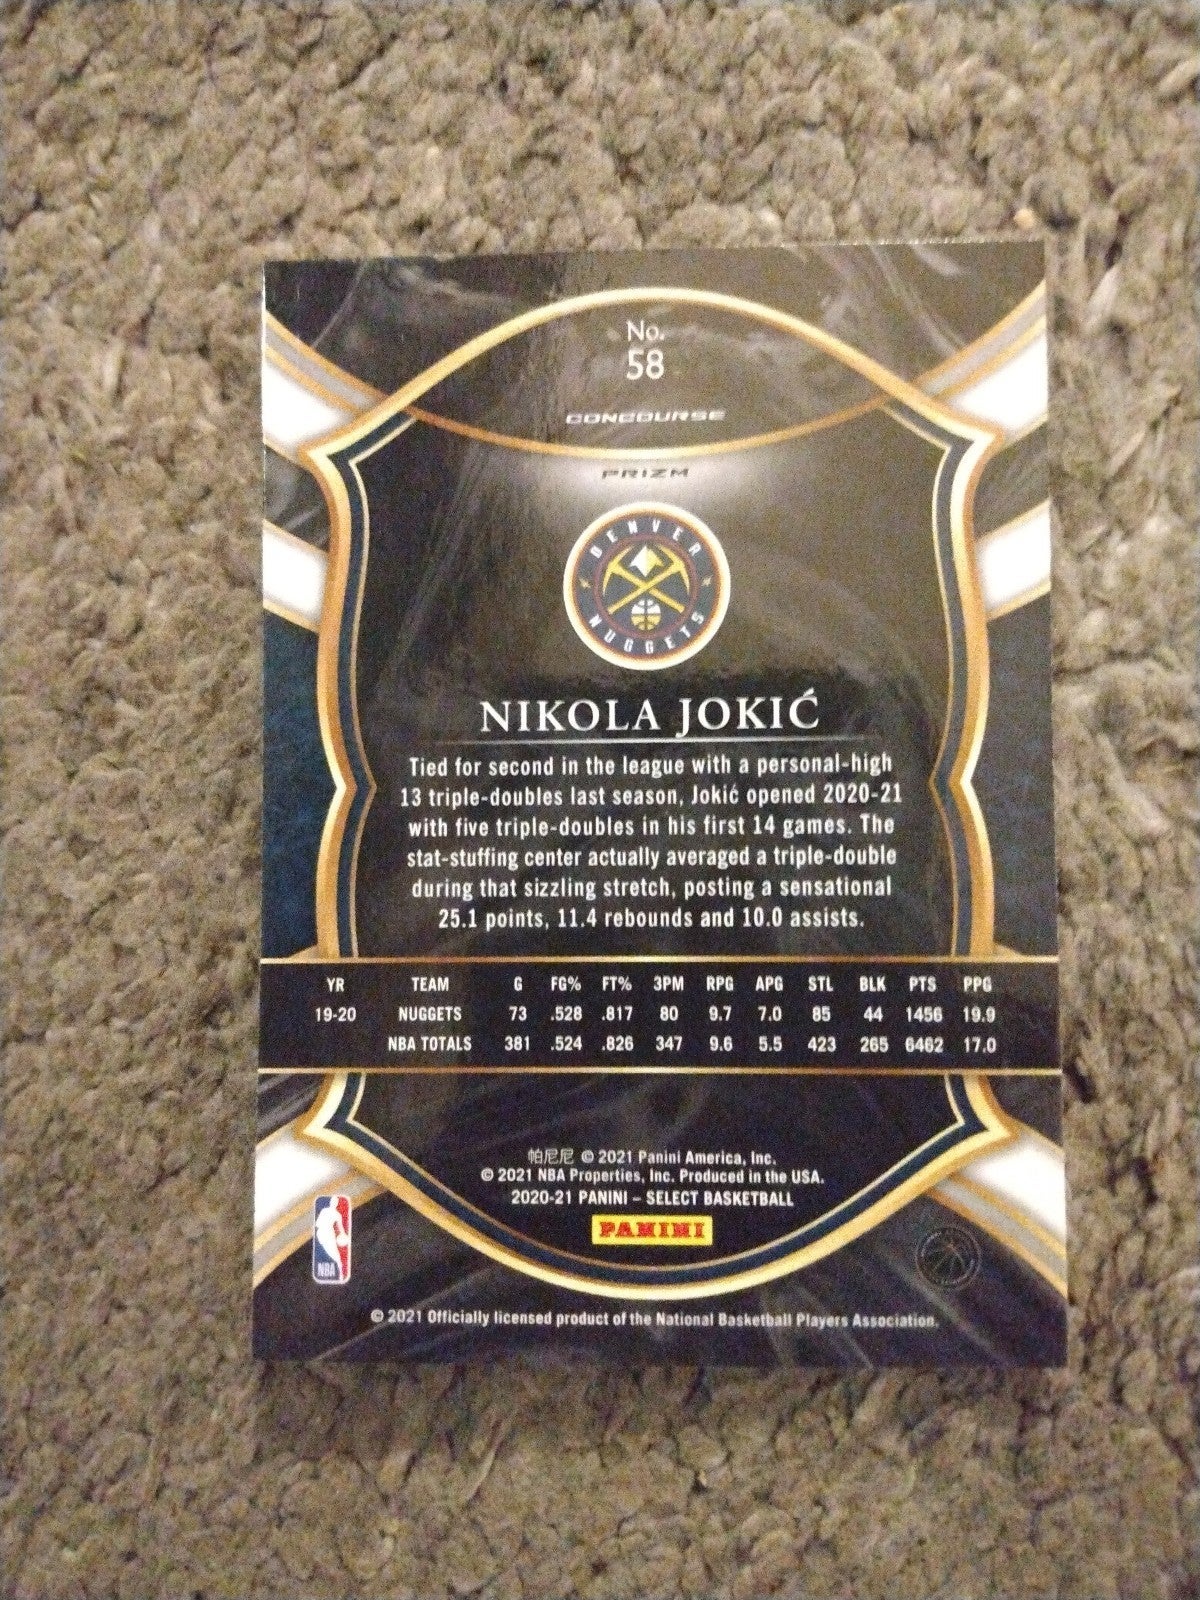 No.
58
CONCOURSE
PRIZM
DENVER
NUGGETS
NIKOLA JOKIĆ
Tied for second in the league with a personal-high
13 triple-doubles last season, Jokić opened 2020-21
with five triple-doubles in his first 14 games. The
stat-stuffing center actually averaged a triple-double
during that sizzling stretch, posting a sensational
25.1 points, 11.4 rebounds and 10.0 assists.
YR TEAM G FG% FT% 3PM RPG APG STL BLK PTS PPG
19-20 NUGGETS 73 .528 .817 80 9.7 7.0 85 44 1456 19.9
NBA TOTALS 381 .524 .826 347 9.6 5.5 423 265 6462 17.0
帕尼尼 © 2021 Panini America, Inc.
© 2021 NBA Properties, Inc. Produced in the USA.
2020-21 PANINI – SELECT BASKETBALL
PANINI
NBA
© 2021 Officially licensed product of the National Basketball Players Association.